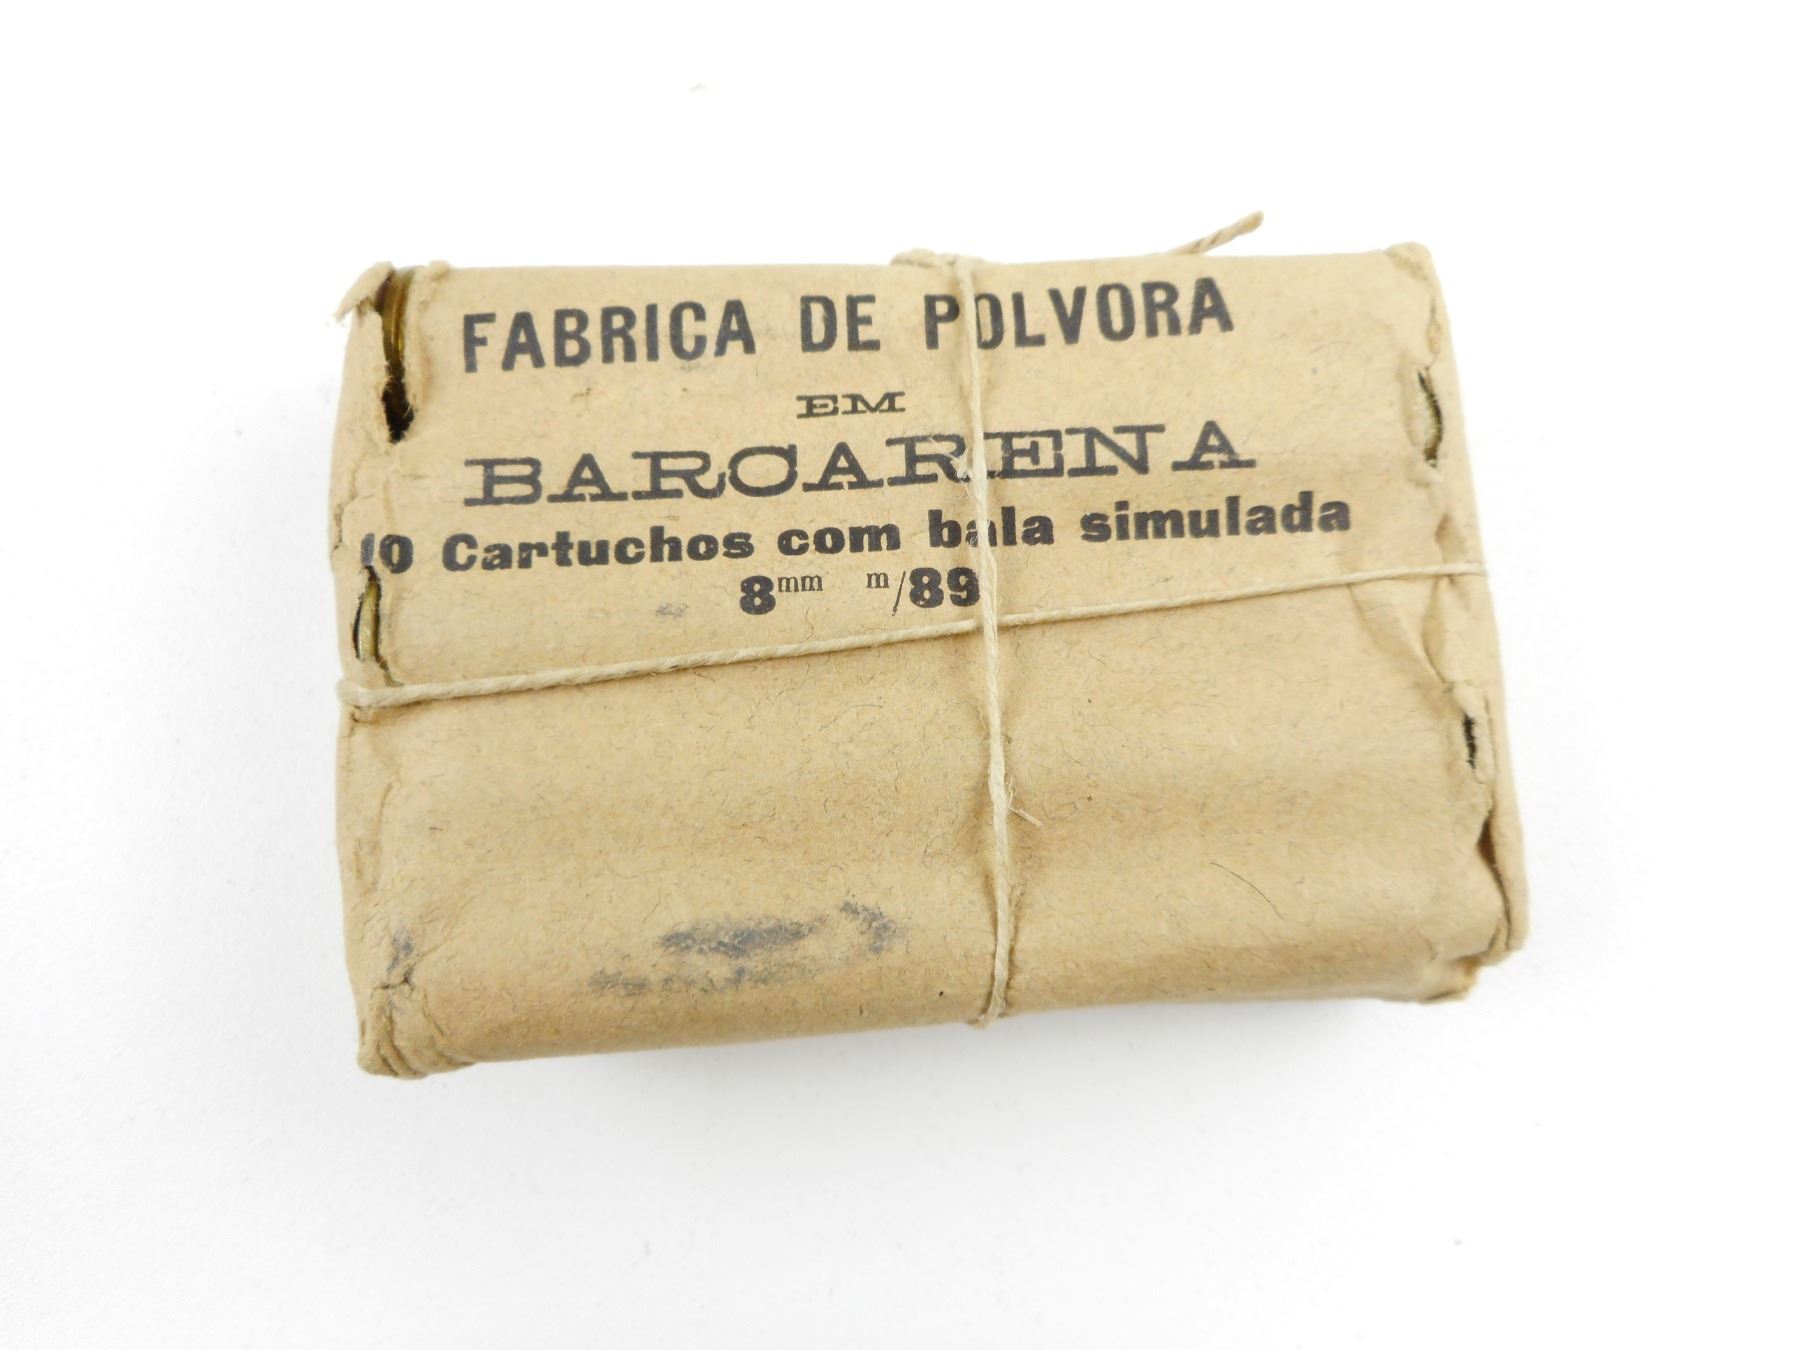 FABRICA DE POLVORA
EM
BARCARENA
10 Cartuchos com bala simulada
8mm m/89